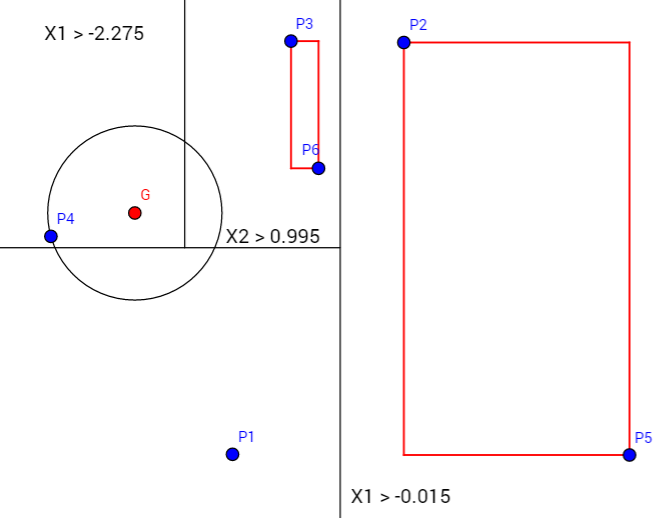 P3
X1 > -2.275
P2
P6
G
P4
X2 > 0.995
P1
P5
X1 > -0.015